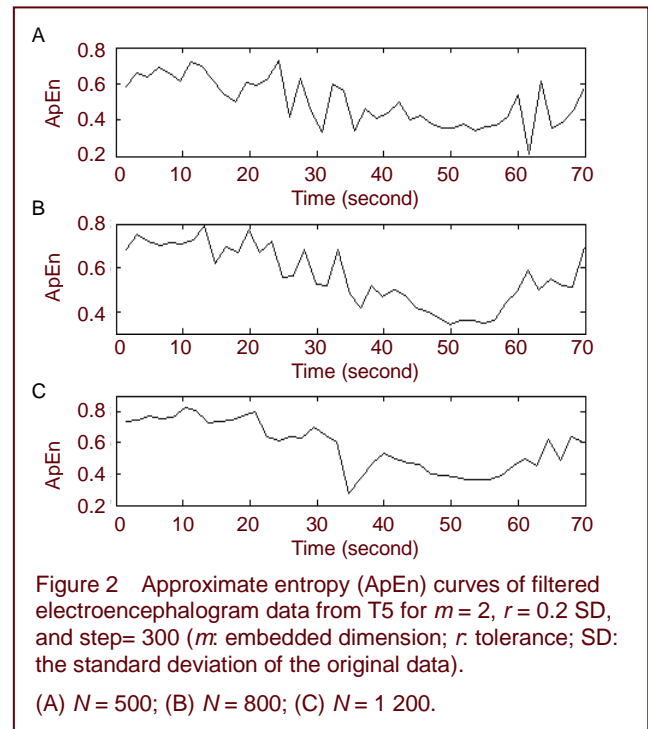 A
0.8
0.6
0.4
0.2
ApEn
0 10 20 30 40 50 60 70
Time (second)
B
0.8
0.6
0.4
ApEn
0 10 20 30 40 50 60 70
Time (second)
C
0.8
0.6
0.4
0.2
ApEn
0 10 20 30 40 50 60 70
Time (second)
Figure 2 Approximate entropy (ApEn) curves of filtered
electroencephalogram data from T5 for m = 2, r = 0.2 SD,
and step= 300 (m: embedded dimension; r: tolerance; SD:
the standard deviation of the original data).
(A) N = 500; (B) N = 800; (C) N = 1 200.